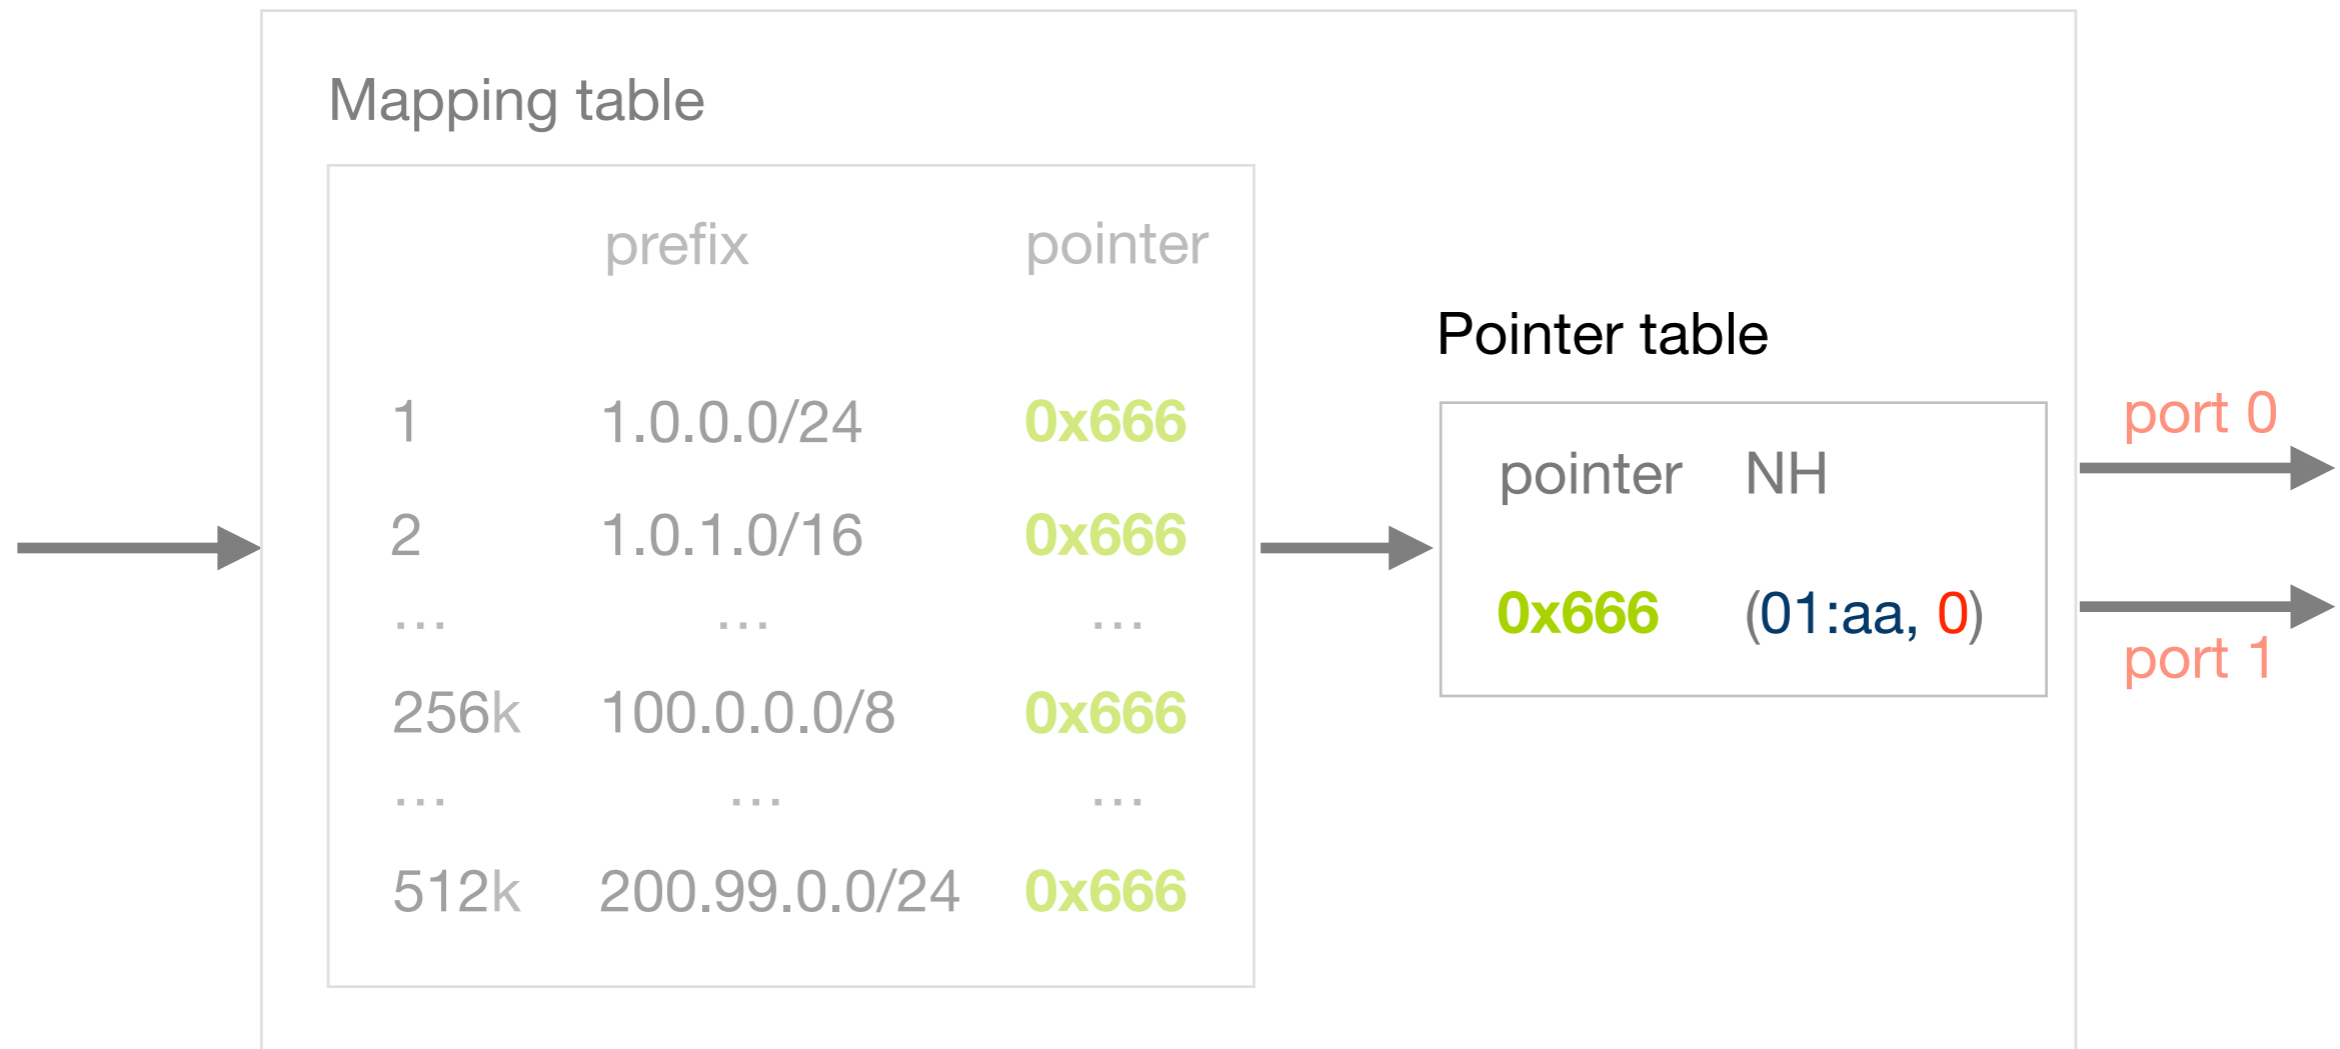 Mapping table
prefix pointer
Pointer table
1 1.0.0.0/24 0x666
port 0
pointer NH
2 1.0.1.0/16 0x666
... ... ...
0x666 (01:aa, 0)
port 1
256k 100.0.0.0/8 0x666
... ... ...
512k 200.99.0.0/24 0x666